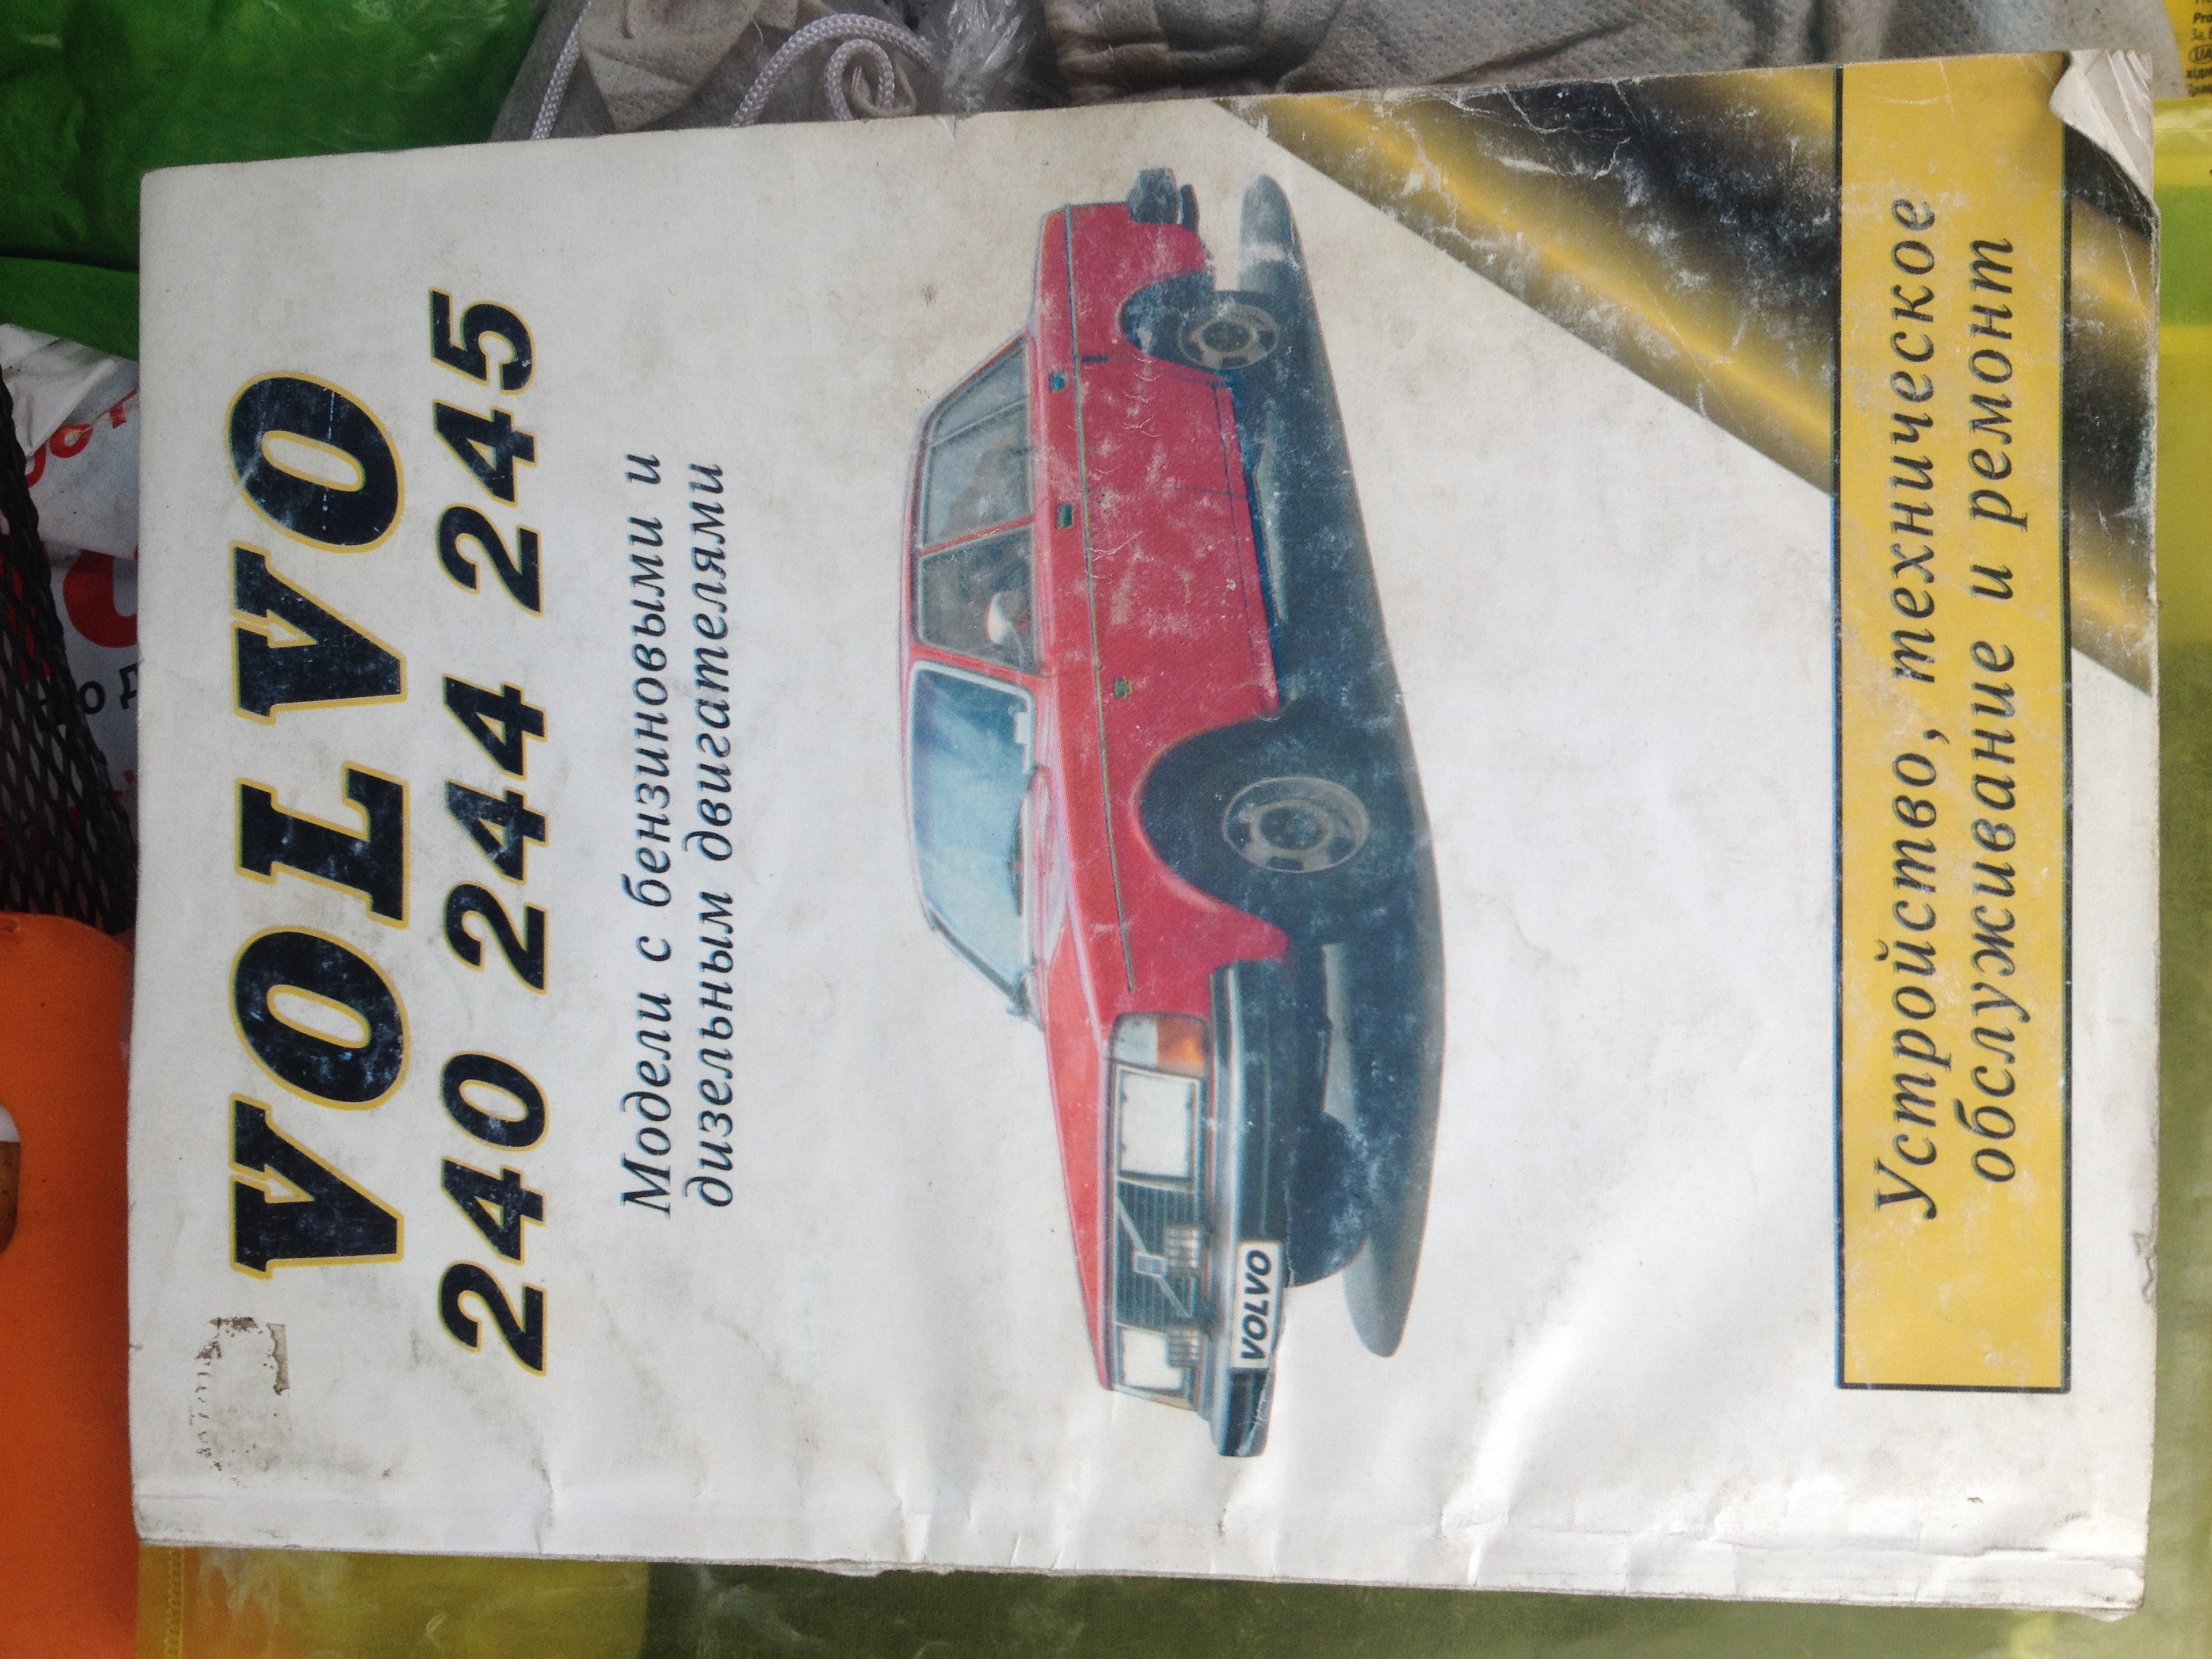 VOLVO
240 244 245
Модели с бензиновыми и
дизельным двигателями
VOLVO
Устройство, техническое
обслуживание и ремонт